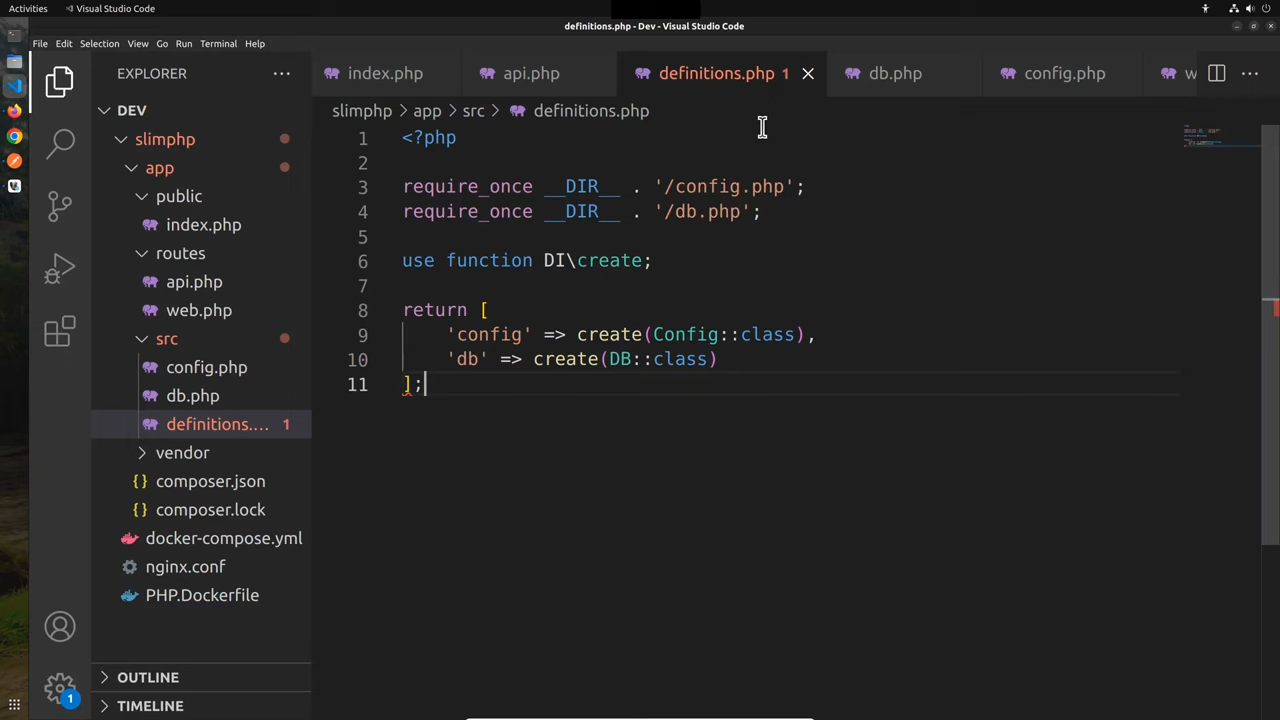 Activities
Visual Studio Code
definitions.php - Dev - Visual Studio Code
File Edit Selection View Go Run Terminal Help
EXPLORER
DEV
slimphp
app
public
index.php
routes
api.php
web.php
src
config.php
db.php
definitions.... 1
vendor
composer.json
composer.lock
docker-compose.yml
nginx.conf
PHP.Dockerfile
OUTLINE
TIMELINE
1
index.php api.php definitions.php 1 db.php config.php w
slimphp > app > src > definitions.php
1 <?php
2
3 require_once __DIR__ . '/config.php';
4 require_once __DIR__ . '/db.php';
5
6 use function DI\create;
7
8 return [
9 'config' => create(Config::class),
10 'db' => create(DB::class)
11 ];